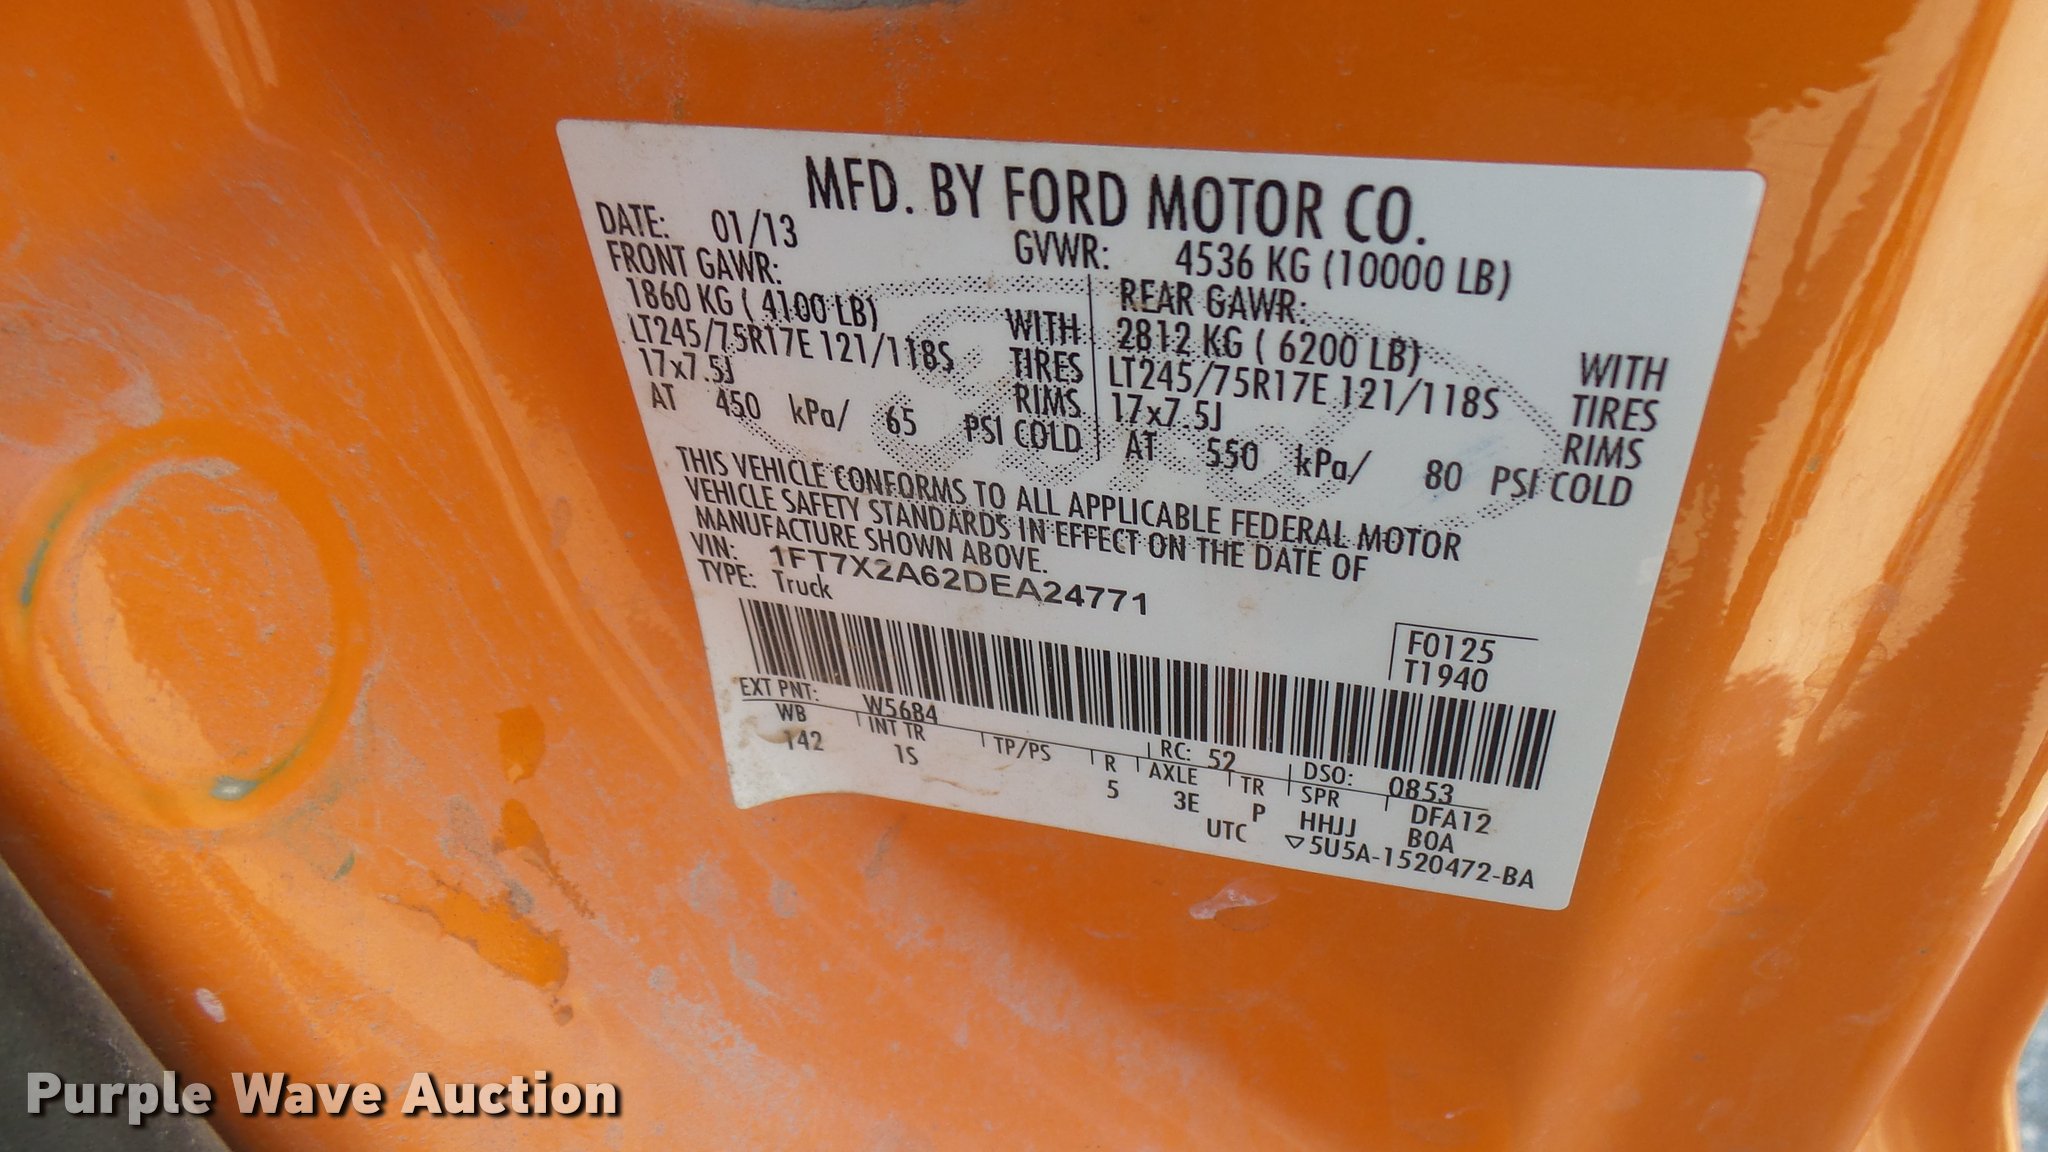 MFD. BY FORD MOTOR CO.
DATE: 01/13 GVWR: 4536 KG (10000 LB)
FRONT GAWR: REAR GAWR:
1860 KG ( 4100 LB) WITH 2812 KG ( 6200 LB) WITH
LT245/75R17E 121/118S TIRES LT245/75R17E 121/118S TIRES
17x7.5J RIMS 17x7.5J RIMS
AT 450 kPa/ 65 PSI COLD AT 550 kPa/ 80 PSI COLD
THIS VEHICLE CONFORMS TO ALL APPLICABLE FEDERAL MOTOR
VEHICLE SAFETY STANDARDS IN EFFECT ON THE DATE OF
MANUFACTURE SHOWN ABOVE.
VIN: 1FT7X2A62DEA24771
TYPE: Truck
F0125
T1940
EXT PNT: W5684 RC: 52 DSO: 0853
WB INT TR TP/PS R AXLE TR SPR DFA12
142 1S 5 3E P HHJJ B0A
UTC ▽5U5A-1520472-BA
Purple Wave Auction